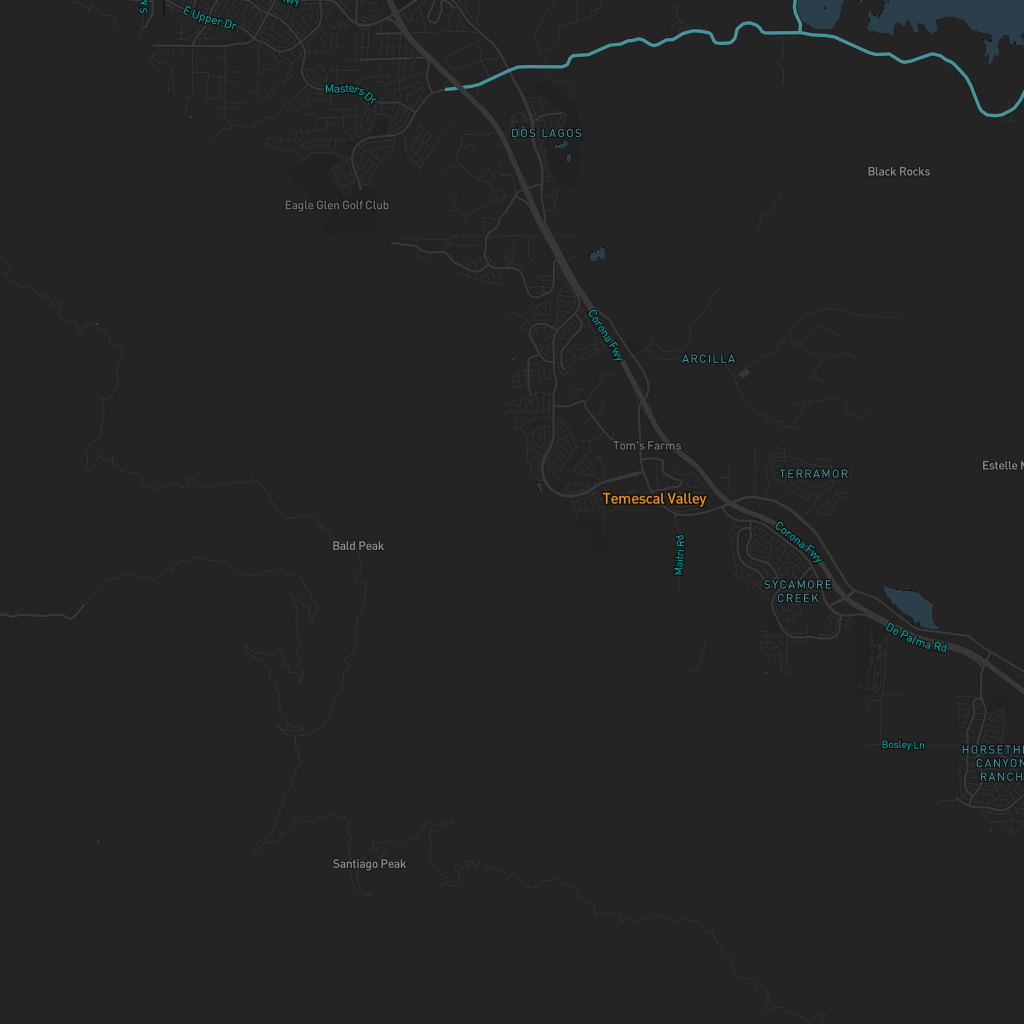 E Upper Dr
Masters Dr
DOS LAGOS
Black Rocks
Eagle Glen Golf Club
Corona Fwy
ARCILLA
Tom's Farms
Estelle
TERRAMOR
Temescal Valley
Corona Fwy
Maitri Rd
Bald Peak
SYCAMORE
CREEK
De Palma Rd
Bosley Ln
CANYON
RANCH
Santiago Peak